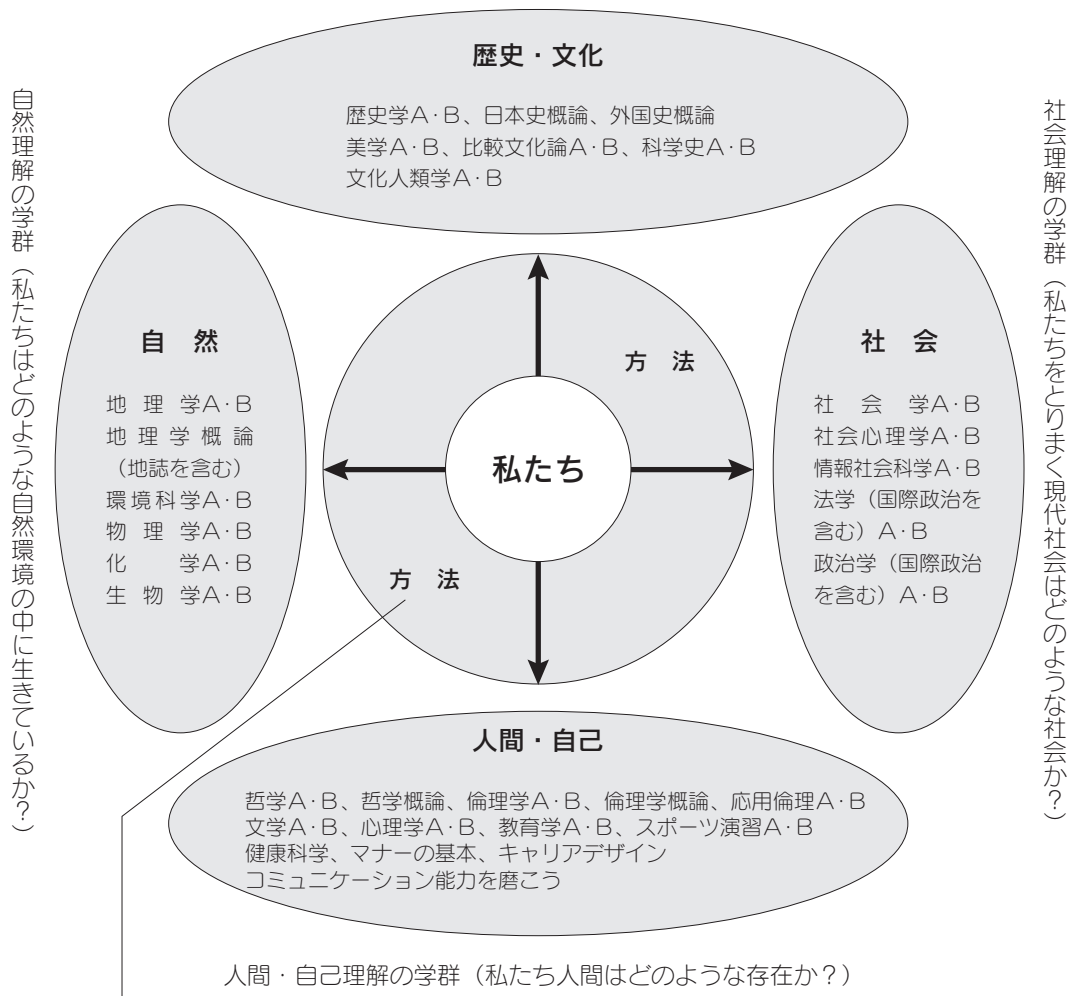 歴史・文化
歴史学A・B、日本史概論、外国史概論
美学A・B、比較文化論A・B、科学史A・B
文化人類学A・B
自然理解の学群（私たちはどのような自然環境の中に生きているか？）
自　然
地 理 学A・B
地 理 学 概 論
（地誌を含む）
環境科学A・B
物 理 学A・B
化　　学A・B
生 物 学A・B
方　法
私たち
方　法
社　会
社　会　学A・B
社会心理学A・B
情報社会科学A・B
法学（国際政治を
含む）A・B
政治学（国際政治
を含む）A・B
社会理解の学群（私たちをとりまく現代社会はどのような社会か？）
人間・自己
哲学A・B、哲学概論、倫理学A・B、倫理学概論、応用倫理A・B
文学A・B、心理学A・B、教育学A・B、スポーツ演習A・B
健康科学、マナーの基本、キャリアデザイン
コミュニケーション能力を磨こう
人間・自己理解の学群（私たち人間はどのような存在か？）